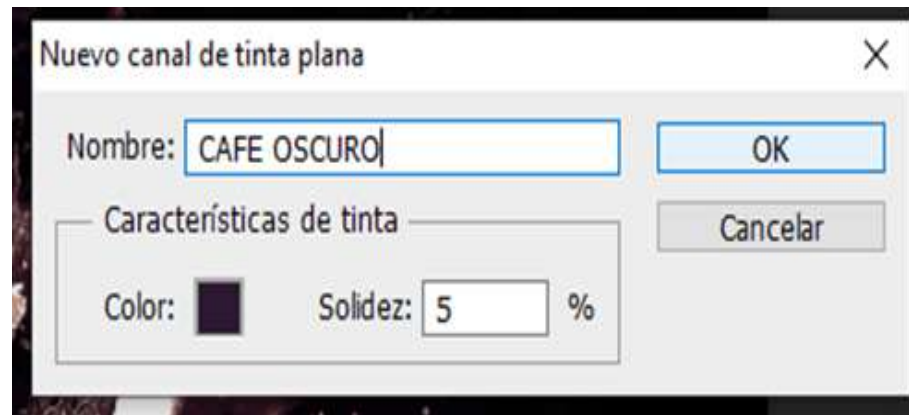 Nuevo canal de tinta plana
Nombre: CAFE OSCURO OK
Características de tinta Cancelar
Color: Solidez: 5 %